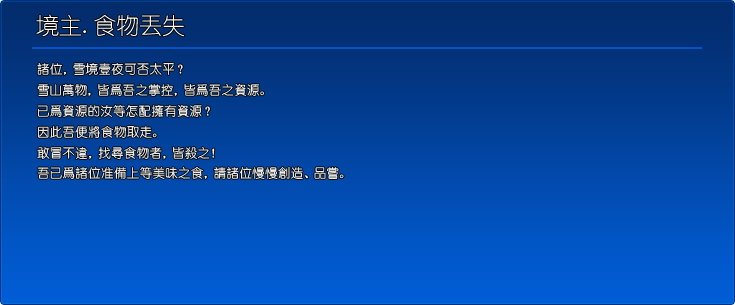 境主. 食物丟失
諸位, 雪境壹夜可否太平?
雪山萬物, 皆爲吾之掌控, 皆爲吾之資源。
已爲資源的汝等怎配擁有資源?
因此吾便將食物取走。
敢冒不違, 找尋食物者, 皆殺之!
吾已爲諸位准備上等美味之食, 請諸位慢慢創造、品嘗。